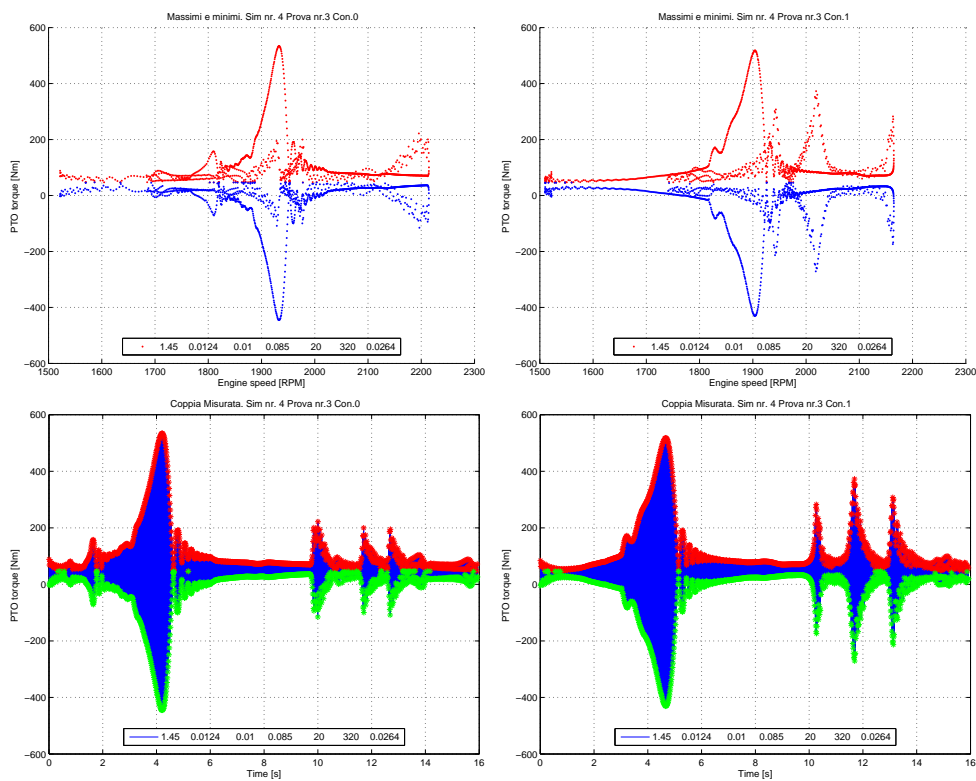 Massimi e minimi. Sim nr. 4 Prova nr.3 Con.0
600
400
200
0
−200
−400
−600
PTO torque [Nm]
1.45 0.0124 0.01 0.085 20 320 0.0264
1500 1600 1700 1800 1900 2000 2100 2200 2300
Engine speed [RPM]
Massimi e minimi. Sim nr. 4 Prova nr.3 Con.1
600
400
200
0
−200
−400
−600
PTO torque [Nm]
1.45 0.0124 0.01 0.085 20 320 0.0264
1500 1600 1700 1800 1900 2000 2100 2200 2300
Engine speed [RPM]
Coppia Misurata. Sim nr. 4 Prova nr.3 Con.0
600
400
200
0
−200
−400
−600
PTO torque [Nm]
1.45 0.0124 0.01 0.085 20 320 0.0264
0 2 4 6 8 10 12 14 16
Time [s]
Coppia Misurata. Sim nr. 4 Prova nr.3 Con.1
600
400
200
0
−200
−400
−600
PTO torque [Nm]
1.45 0.0124 0.01 0.085 20 320 0.0264
0 2 4 6 8 10 12 14 16
Time [s]